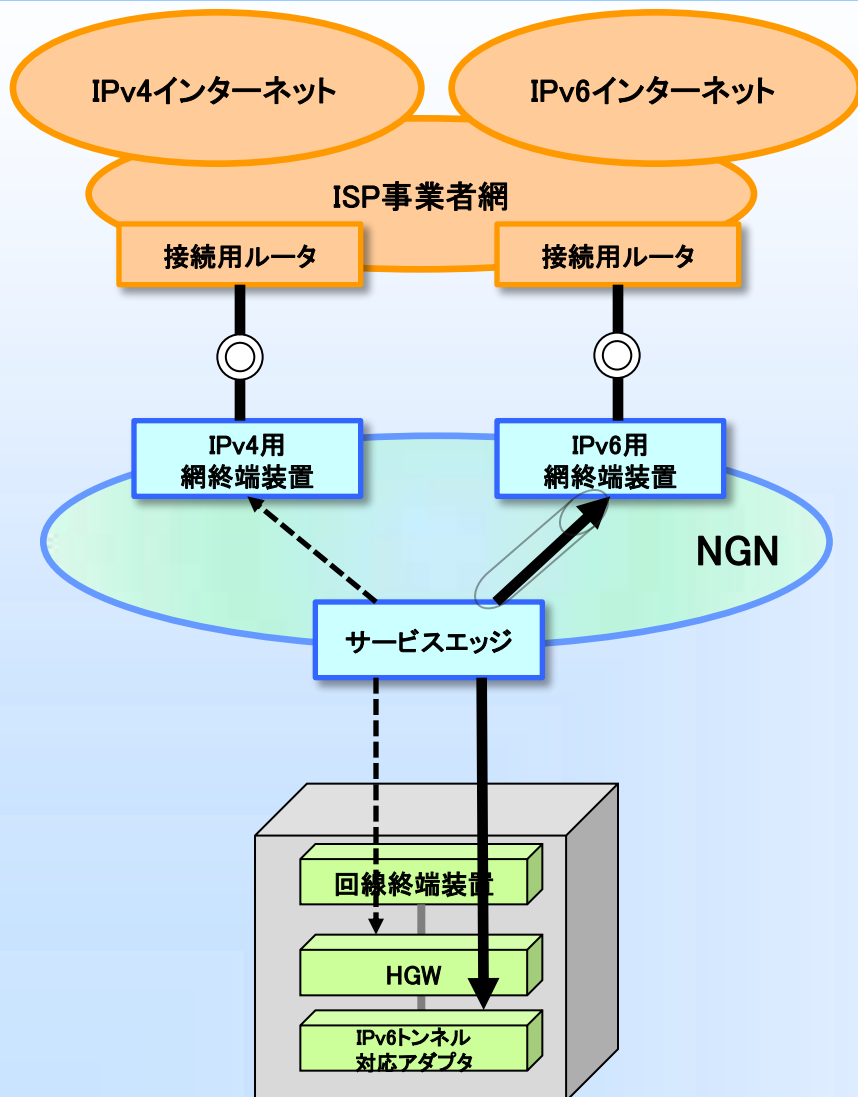 IPv4インターネット
IPv6インターネット
ISP事業者網
接続用ルータ
接続用ルータ
IPv4用
網終端装置
IPv6用
網終端装置
NGN
サービスエッジ
回線終端装置
HGW
IPv6トンネル
対応アダプタ